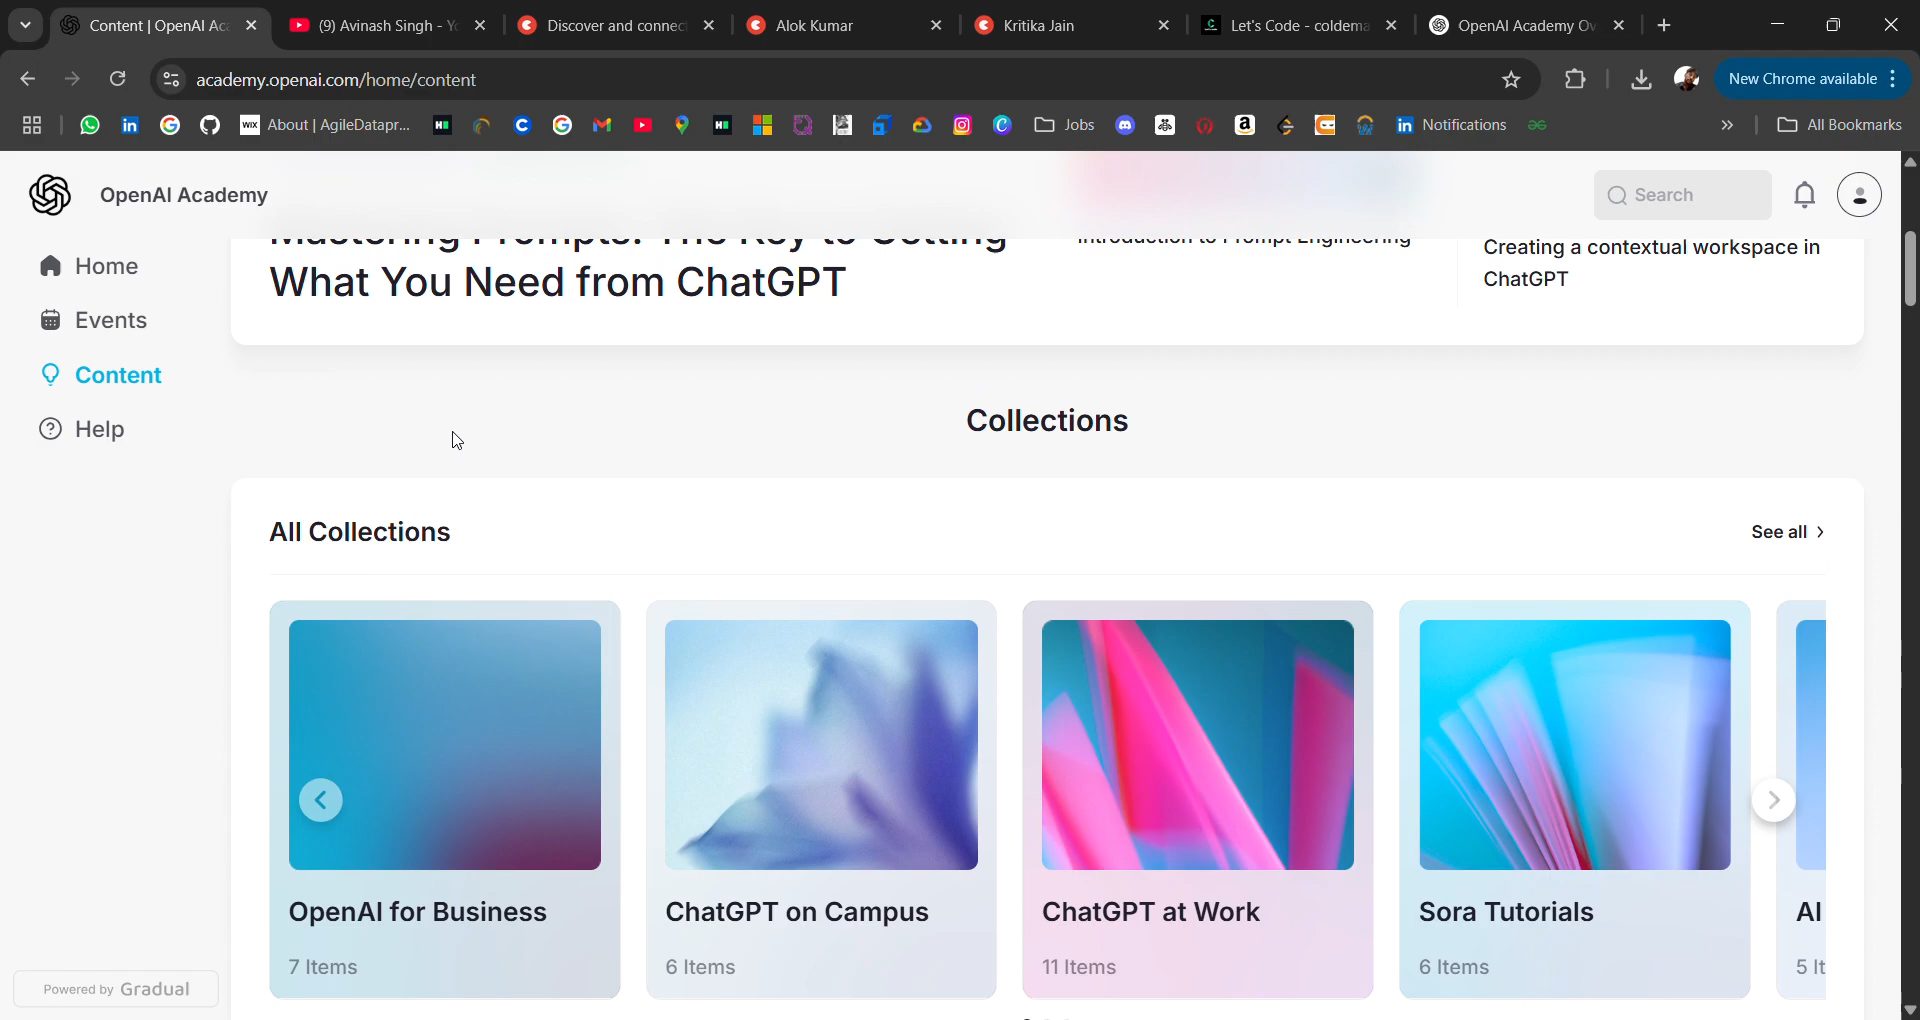 Content | OpenAI Ac
(9) Avinash Singh - Yo
Discover and connec
Alok Kumar
Kritika Jain
Let's Code - coldema
OpenAI Academy Ov
academy.openai.com/home/content
New Chrome available
WIX About | AgileDatapr...
Jobs
Notifications
All Bookmarks
OpenAI Academy
Search
Home
Events
Content
Help
Mastering Prompts: The Key to Getting
What You Need from ChatGPT
Introduction to Prompt Engineering
Creating a contextual workspace in
ChatGPT
Collections
All Collections
See all
OpenAI for Business
7 Items
ChatGPT on Campus
6 Items
ChatGPT at Work
11 Items
Sora Tutorials
6 Items
AI
5 It
Powered by Gradual